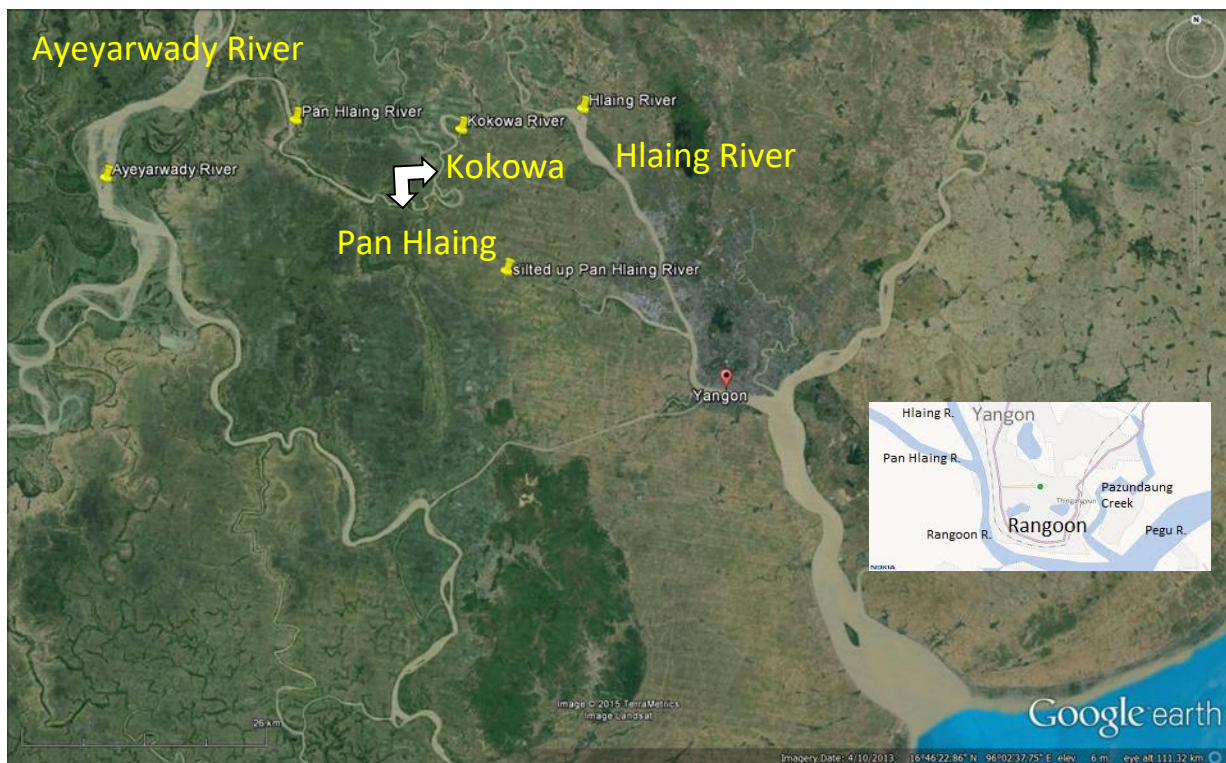 Ayeyarwady River
N
Pan Hlaing River
Hlaing River
Kokowa River
Ayeyarwady River
Kokowa
Hlaing River
Pan Hlaing
silted up Pan Hlaing River
Yangon
Hlaing R.
Yangon
Pan Hlaing R.
Pazundaung
Creek
Rangoon R.
Rangoon
Pegu R.
NOKIA
Image © 2015 TerraMetrics
Image Landsat
Google earth
26 km
Imagery Date: 4/10/2013 16°46'22.86" N 96°02'37.75" E elev 6 m eye alt 111.32 km